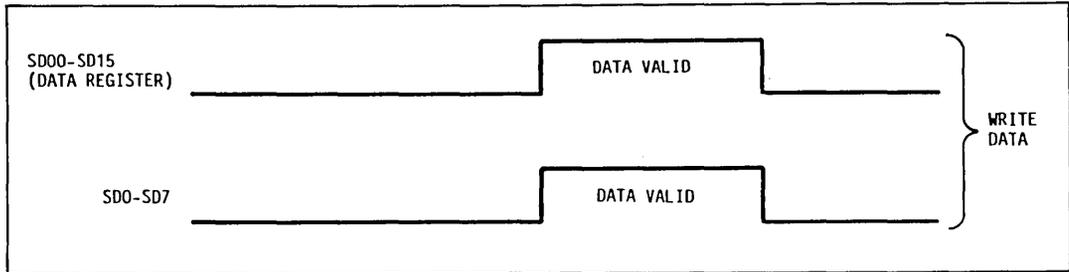 SD00-SD15
(DATA REGISTER)
DATA VALID
WRITE
DATA
SD0-SD7
DATA VALID